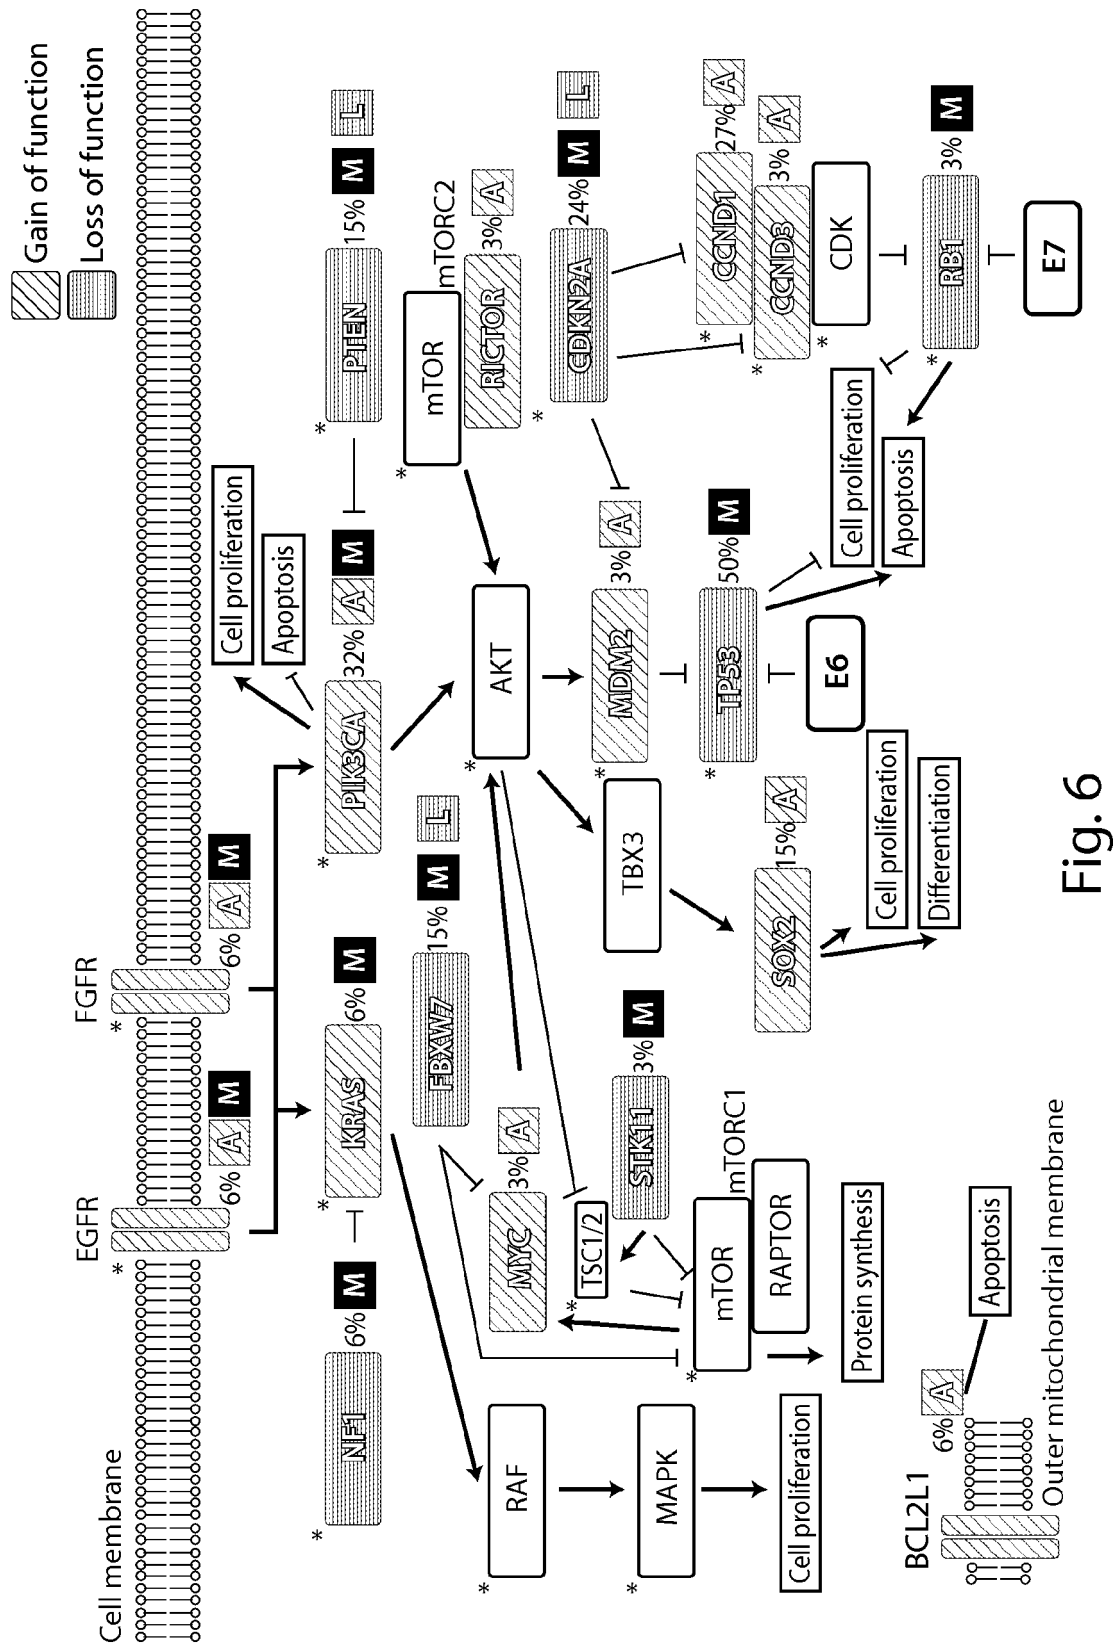 Gain of function
Loss of function
Cell membrane
EGFR
*
6% A M
FGFR
*
6% A M
Cell proliferation
Apoptosis
*
NF1
6% M
*
KRAS
6% M
*
PIK3CA
32% A M
*
PTEN
15% M L
FBXW7
15% M L
*
mTOR
mTORC2
RICTOR
3% A
*
RAF
MYC
3% A
*
AKT
*
CDKN2A
24% M L
*
TSC1/2
STK11
3% M
TBX3
*
MDM2
3% A
*
MAPK
*
mTOR
mTORC1
RAPTOR
*
TP53
50% M
*
CCND1
27% A
*
CCND3
3% A
*
CDK
SOX2
15% A
Cell proliferation
Protein synthesis
E6
Cell proliferation
Differentiation
Cell proliferation
Apoptosis
*
RB1
3% M
E7
BCL2L1
6% A
Apoptosis
Outer mitochondrial membrane
Fig. 6